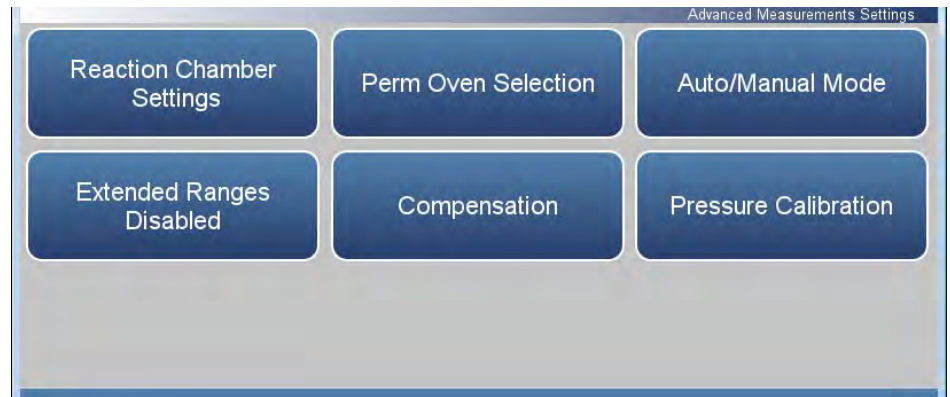 Advanced Measurements Settings
Reaction Chamber
Settings
Perm Oven Selection
Auto/Manual Mode
Extended Ranges
Disabled
Compensation
Pressure Calibration